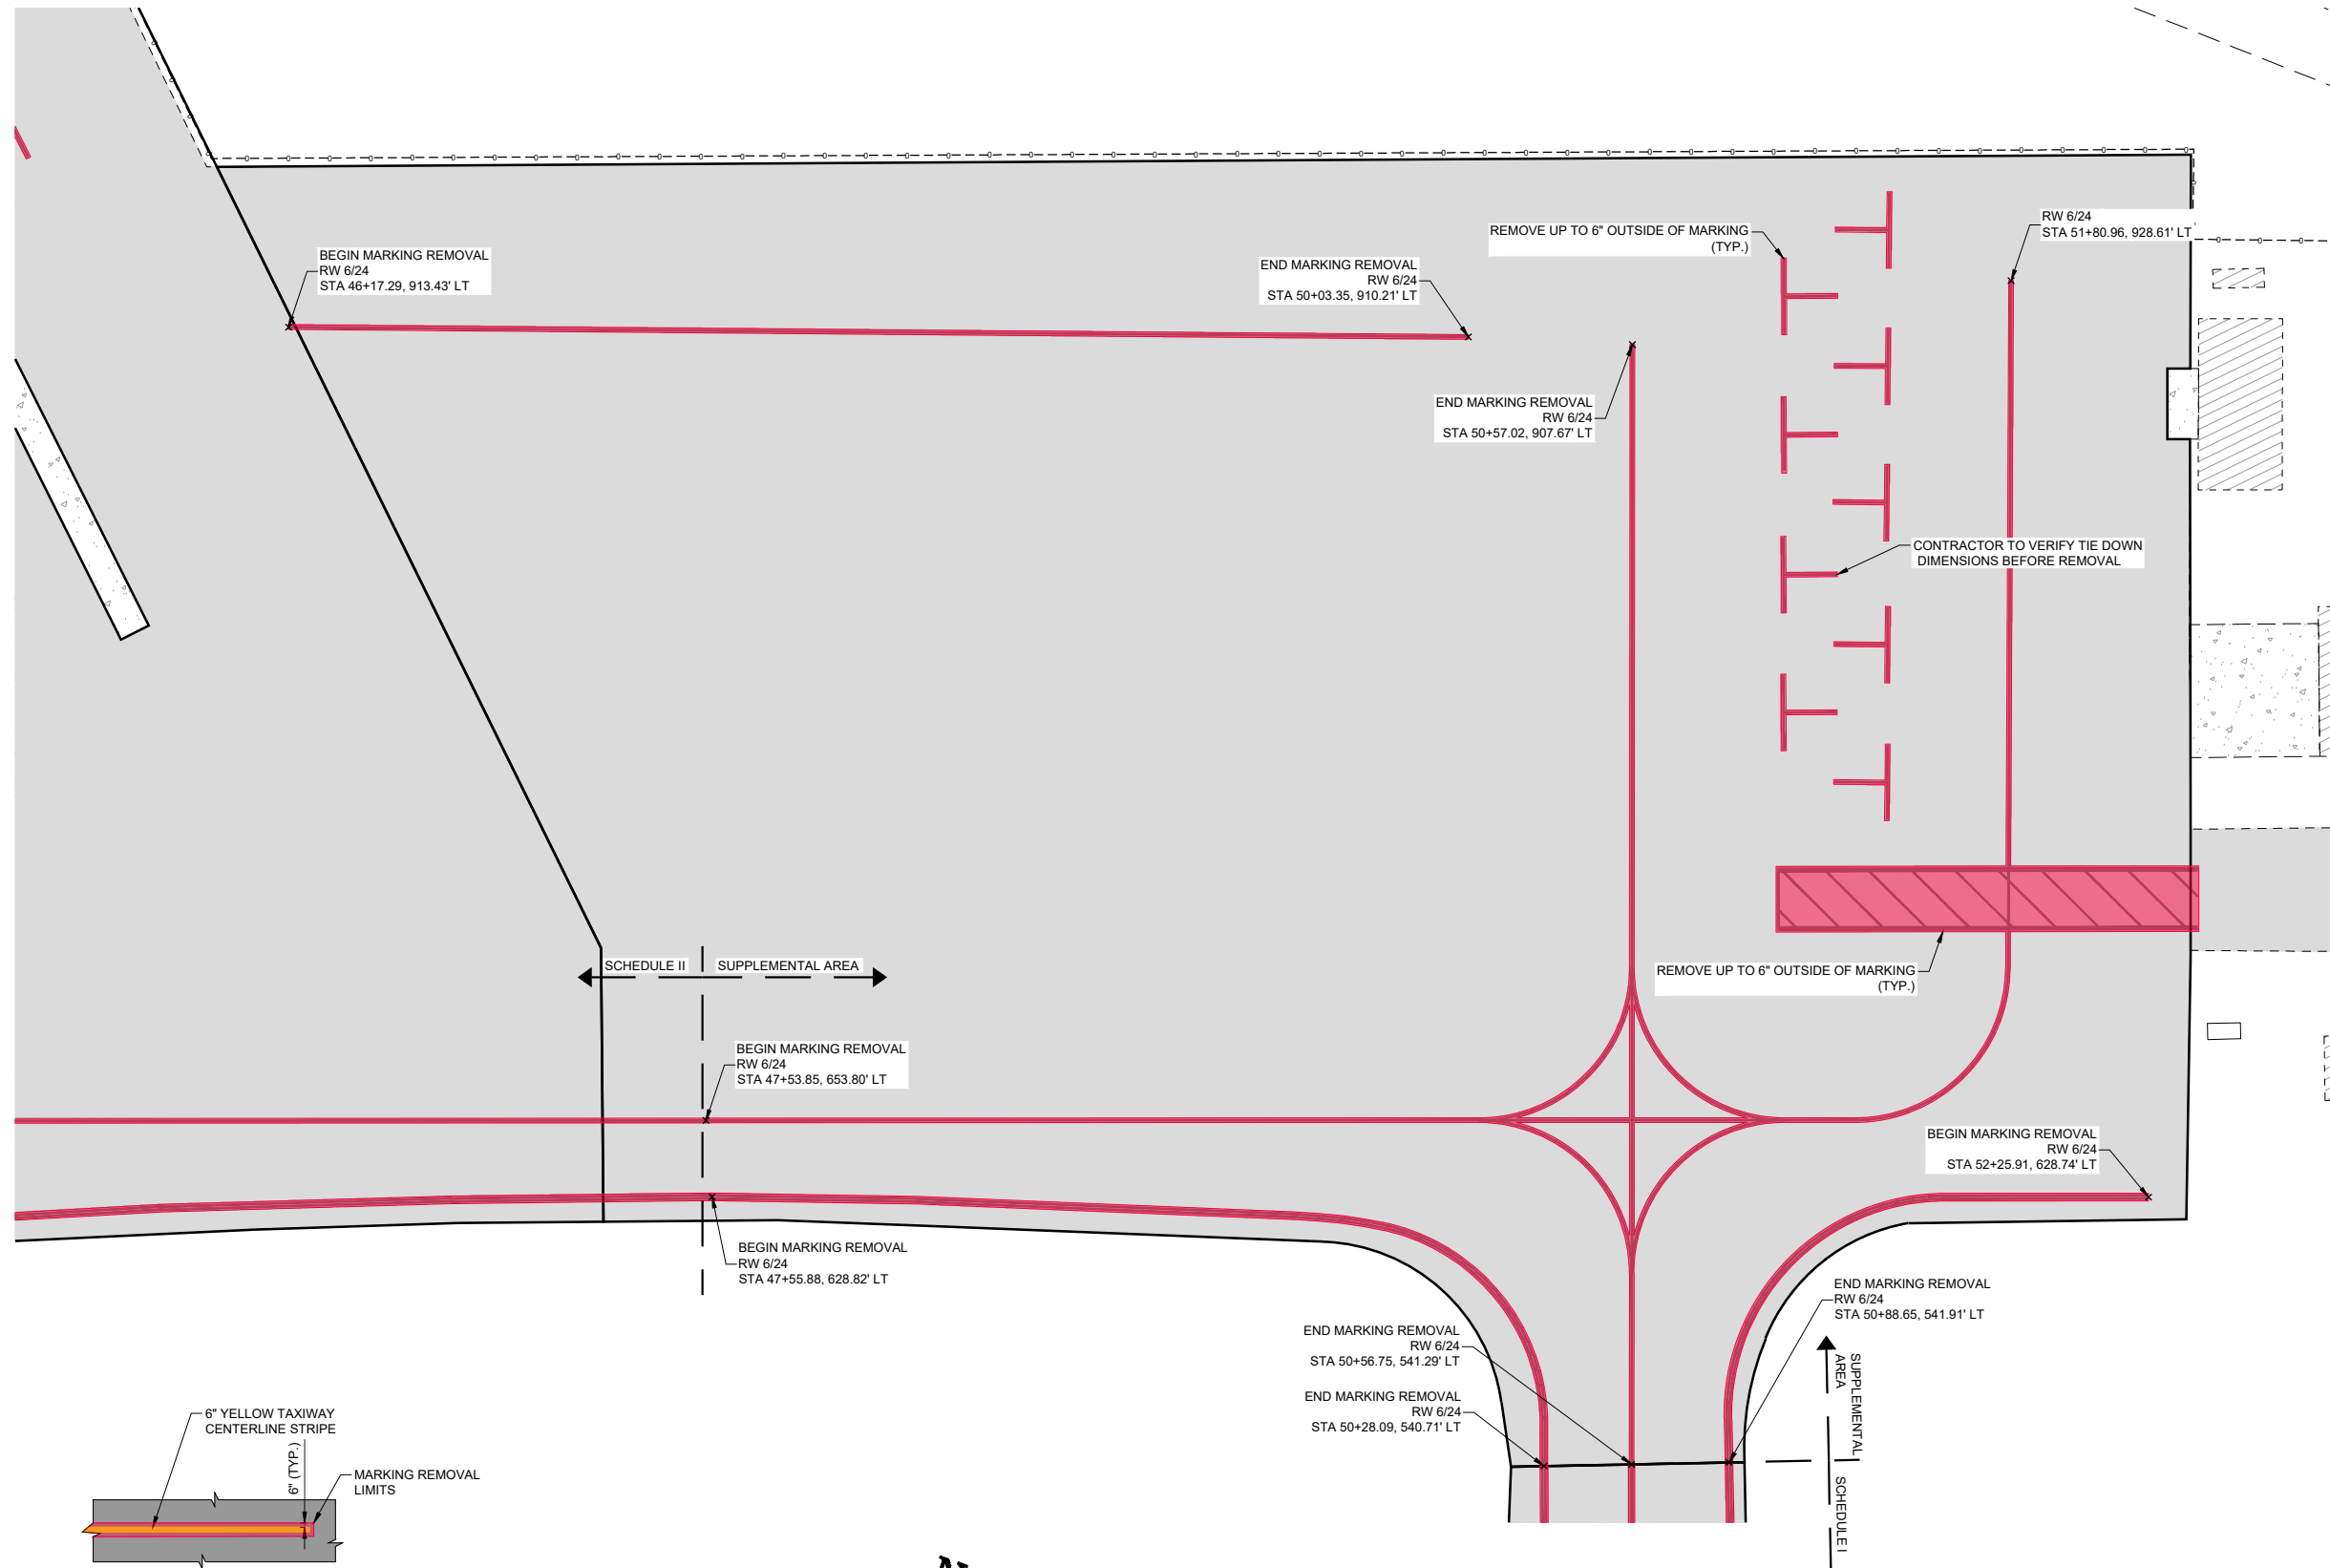 RW 6/24
STA 51+80.96, 928.61' LT
REMOVE UP TO 6" OUTSIDE OF MARKING
(TYP.)
BEGIN MARKING REMOVAL
RW 6/24
STA 46+17.29, 913.43' LT
END MARKING REMOVAL
RW 6/24
STA 50+03.35, 910.21' LT
END MARKING REMOVAL
RW 6/24
STA 50+57.02, 907.67' LT
CONTRACTOR TO VERIFY TIE DOWN
DIMENSIONS BEFORE REMOVAL
SCHEDULE II
SUPPLEMENTAL AREA
REMOVE UP TO 6" OUTSIDE OF MARKING
(TYP.)
BEGIN MARKING REMOVAL
RW 6/24
STA 47+53.85, 653.80' LT
BEGIN MARKING REMOVAL
RW 6/24
STA 52+25.91, 628.74' LT
BEGIN MARKING REMOVAL
RW 6/24
STA 47+55.88, 628.82' LT
END MARKING REMOVAL
RW 6/24
STA 50+88.65, 541.91' LT
END MARKING REMOVAL
RW 6/24
STA 50+56.75, 541.29' LT
END MARKING REMOVAL
RW 6/24
STA 50+28.09, 540.71' LT
SUPPLEMENTAL
AREA
SCHEDULE I
6" YELLOW TAXIWAY
CENTERLINE STRIPE
6" (TYP.)
MARKING REMOVAL
LIMITS